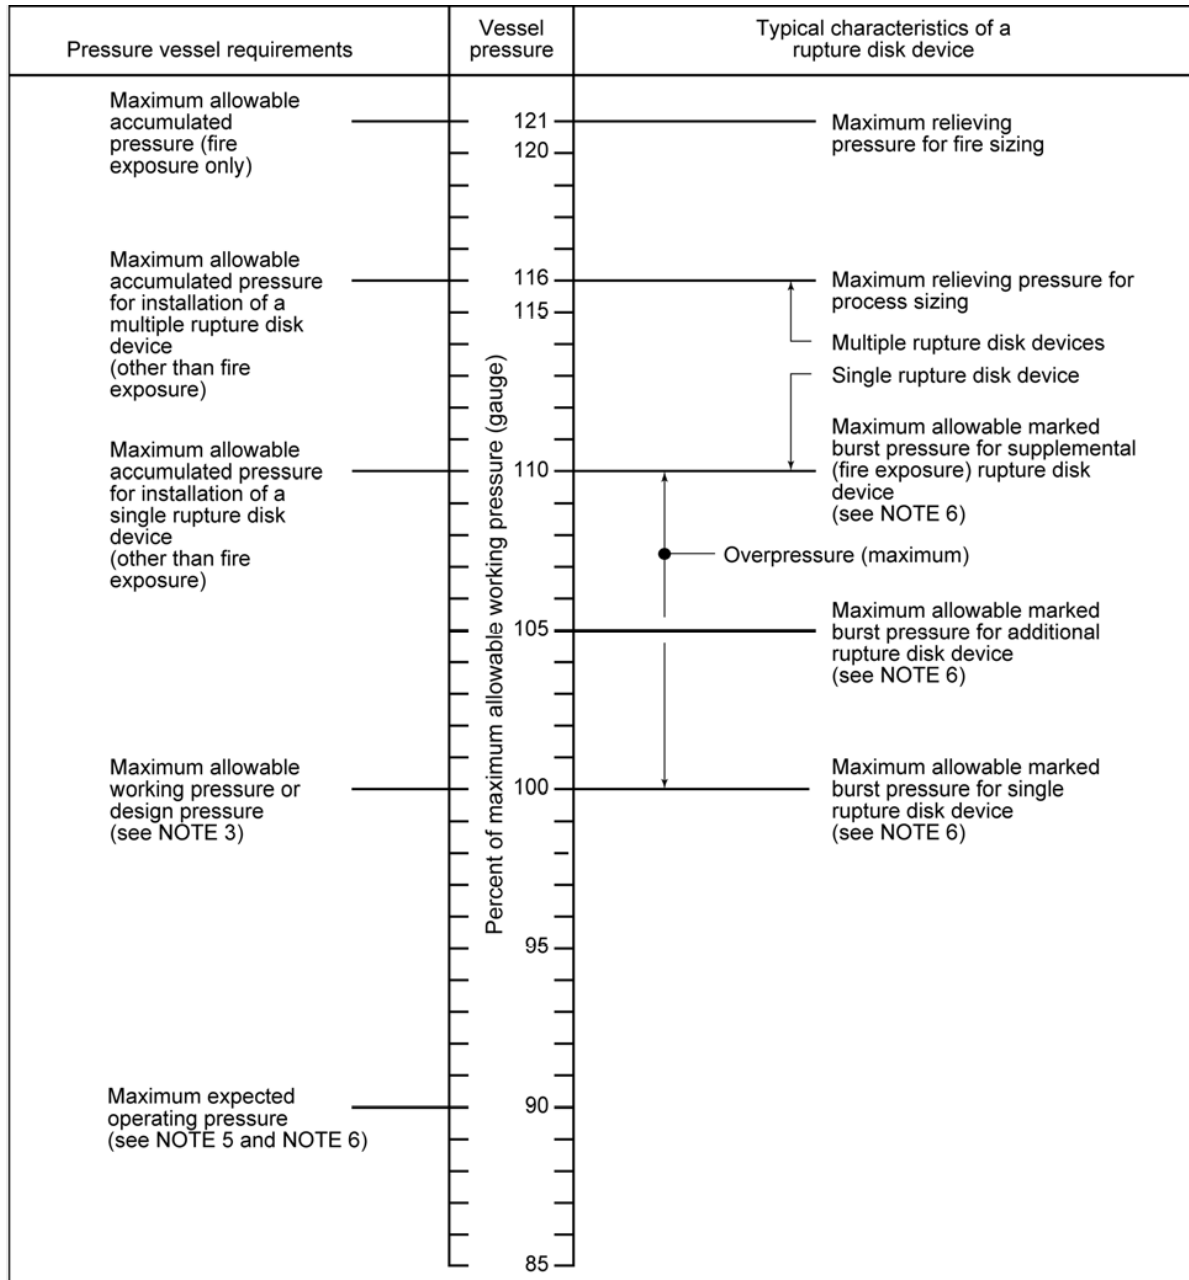 Pressure vessel requirements
Vessel
pressure
Typical characteristics of a
rupture disk device
Maximum allowable
accumulated
pressure (fire
exposure only)
121
120
Maximum relieving
pressure for fire sizing
Maximum allowable
accumulated pressure
for installation of a
multiple rupture disk
device
(other than fire
exposure)
116
115
Maximum relieving pressure for
process sizing
Multiple rupture disk devices
Single rupture disk device
Percent of maximum allowable working pressure (gauge)
Maximum allowable
accumulated pressure
for installation of a
single rupture disk
device
(other than fire
exposure)
110
Maximum allowable marked
burst pressure for supplemental
(fire exposure) rupture disk
device
(see NOTE 6)
Overpressure (maximum)
105
Maximum allowable marked
burst pressure for additional
rupture disk device
(see NOTE 6)
Maximum allowable
working pressure or
design pressure
(see NOTE 3)
100
Maximum allowable marked
burst pressure for single
rupture disk device
(see NOTE 6)
95
Maximum expected
operating pressure
(see NOTE 5 and NOTE 6)
90
85